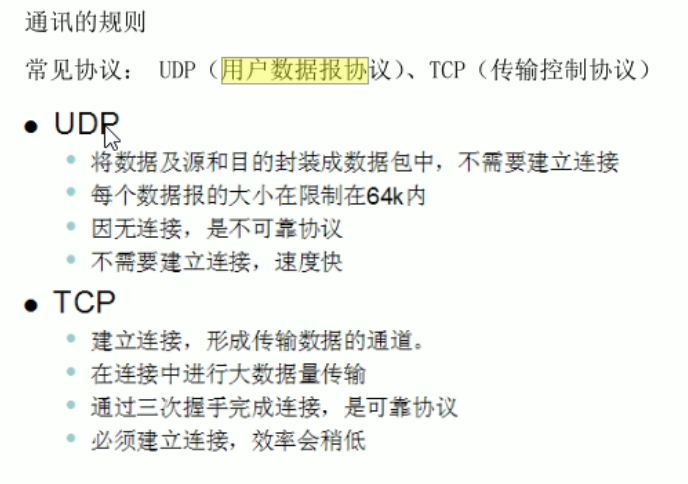 通讯的规则
常见协议： UDP（用户数据报协议）、TCP（传输控制协议）
● UDP
• 将数据及源和目的封装成数据包中，不需要建立连接
• 每个数据报的大小在限制在64k内
• 因无连接，是不可靠协议
• 不需要建立连接，速度快
● TCP
• 建立连接，形成传输数据的通道。
• 在连接中进行大数据量传输
• 通过三次握手完成连接，是可靠协议
• 必须建立连接，效率会稍低